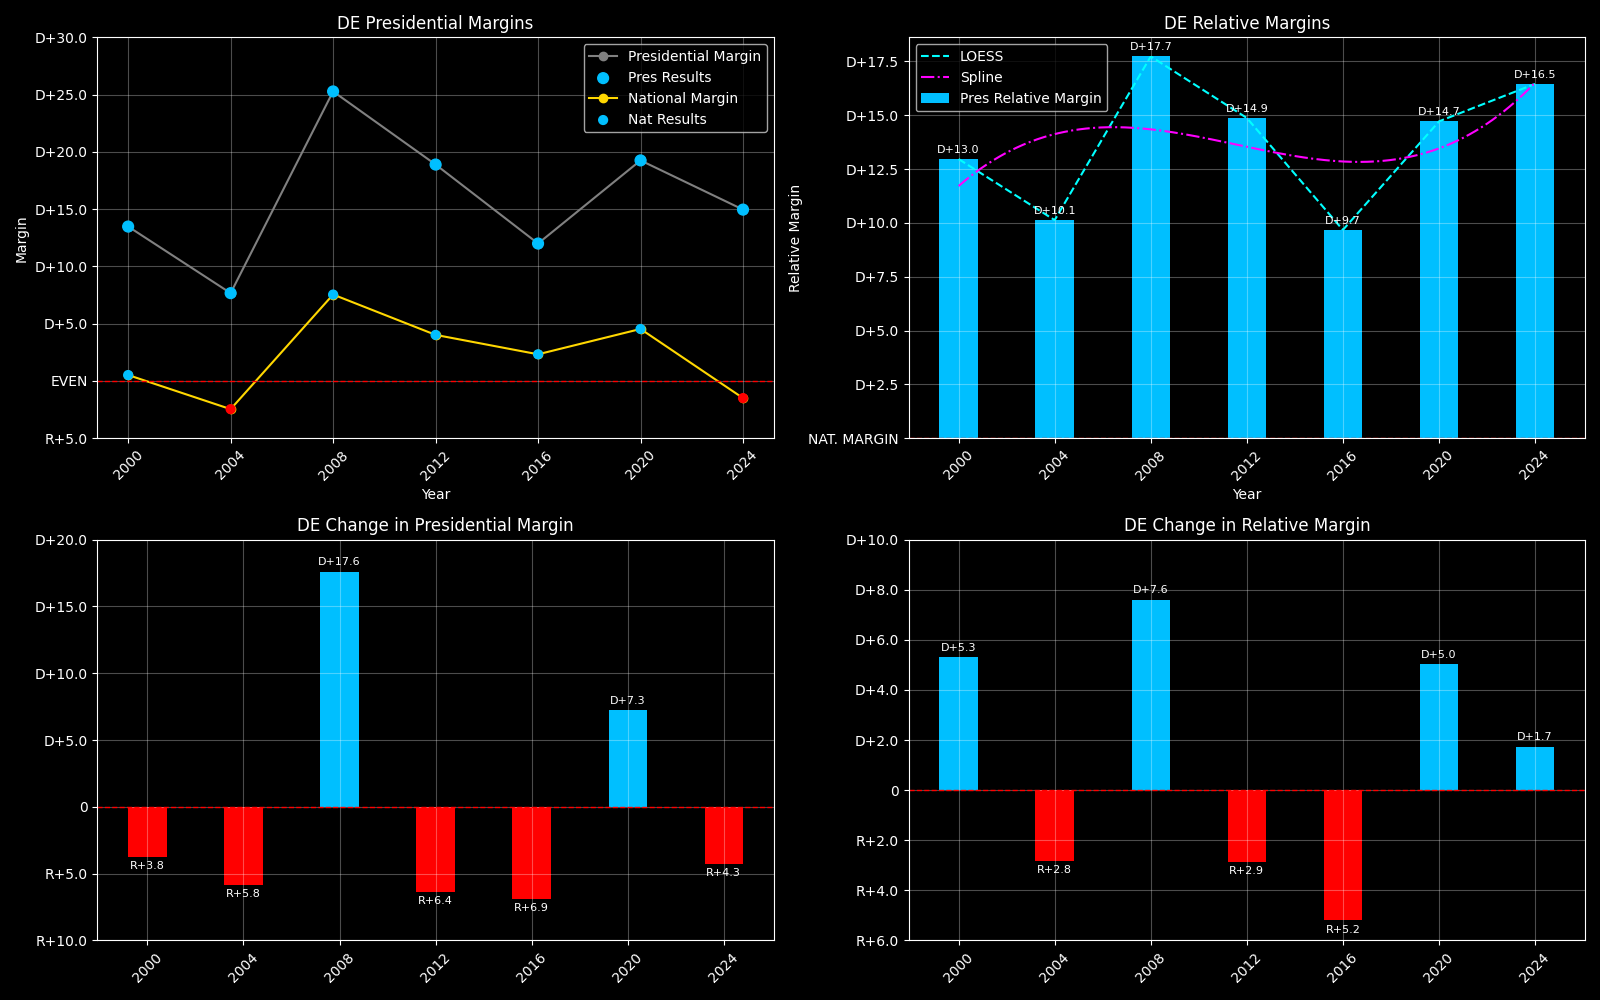 DE Presidential Margins
D+30.0
D+25.0
D+20.0
D+15.0
D+10.0
D+5.0
EVEN
R+5.0
Margin
Presidential Margin
Pres Results
National Margin
Nat Results
2000
2004
2008
2012
2016
2020
2024
Year
DE Relative Margins
D+17.5
D+15.0
D+12.5
D+10.0
D+7.5
D+5.0
D+2.5
NAT. MARGIN
Relative Margin
LOESS
Spline
Pres Relative Margin
D+13.0
D+10.1
D+17.7
D+14.9
D+9.7
D+14.7
D+16.5
2000
2004
2008
2012
2016
2020
2024
Year
DE Change in Presidential Margin
D+20.0
D+15.0
D+10.0
D+5.0
0
R+5.0
R+10.0
R+3.8
R+5.8
D+17.6
R+6.4
R+6.9
D+7.3
R+4.3
2000
2004
2008
2012
2016
2020
2024
DE Change in Relative Margin
D+10.0
D+8.0
D+6.0
D+4.0
D+2.0
0
R+2.0
R+4.0
R+6.0
D+5.3
R+2.8
D+7.6
R+2.9
R+5.2
D+5.0
D+1.7
2000
2004
2008
2012
2016
2020
2024